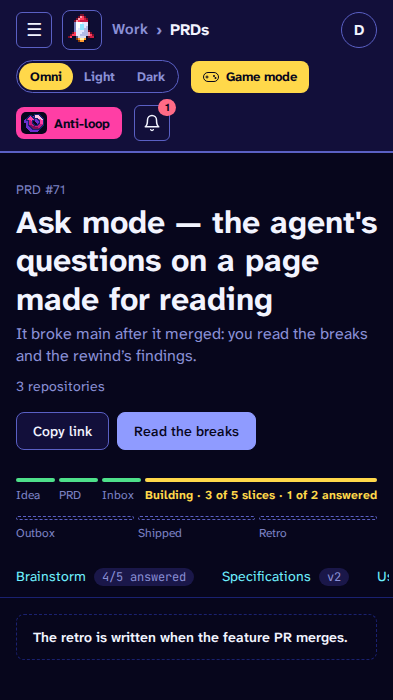 Work › PRDs
D
Omni Light Dark
Game mode
Anti-loop
1
PRD #71
Ask mode — the agent's
questions on a page
made for reading
It broke main after it merged: you read the breaks
and the rewind's findings.
3 repositories
Copy link
Read the breaks
Idea PRD Inbox Building · 3 of 5 slices · 1 of 2 answered
Outbox Shipped Retro
Brainstorm 4/5 answered Specifications v2
The retro is written when the feature PR merges.